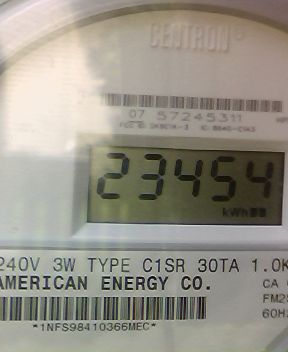 CENTRON®
07 57245311
23454
kWh
240V 3W TYPE C1SR 30TA 1.0K
AMERICAN ENERGY CO.
CA
FM2S
60HZ
*1NFS98410366MEC*